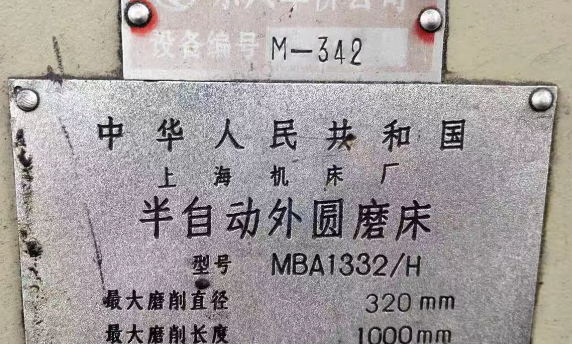 设备编号 M-342
中华人民共和国
上海机床厂
半自动外圆磨床
型号 MBA1332/H
最大磨削直径 320mm
最大磨削长度 1000mm